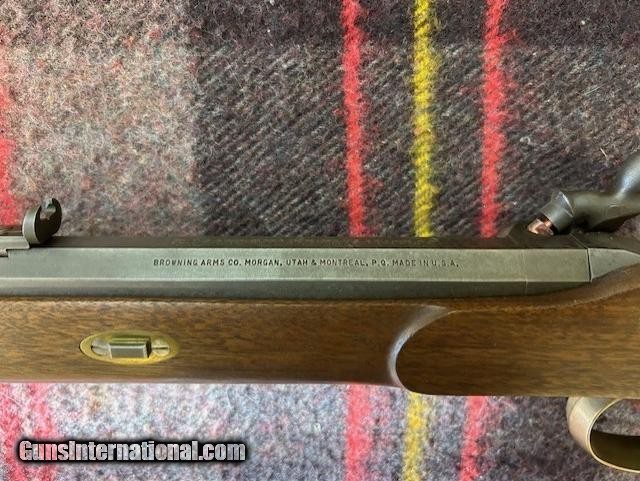 BROWNING ARMS CO. MORGAN, UTAH & MONTREAL, P.Q. MADE IN U.S.A.
GunsInternational.com